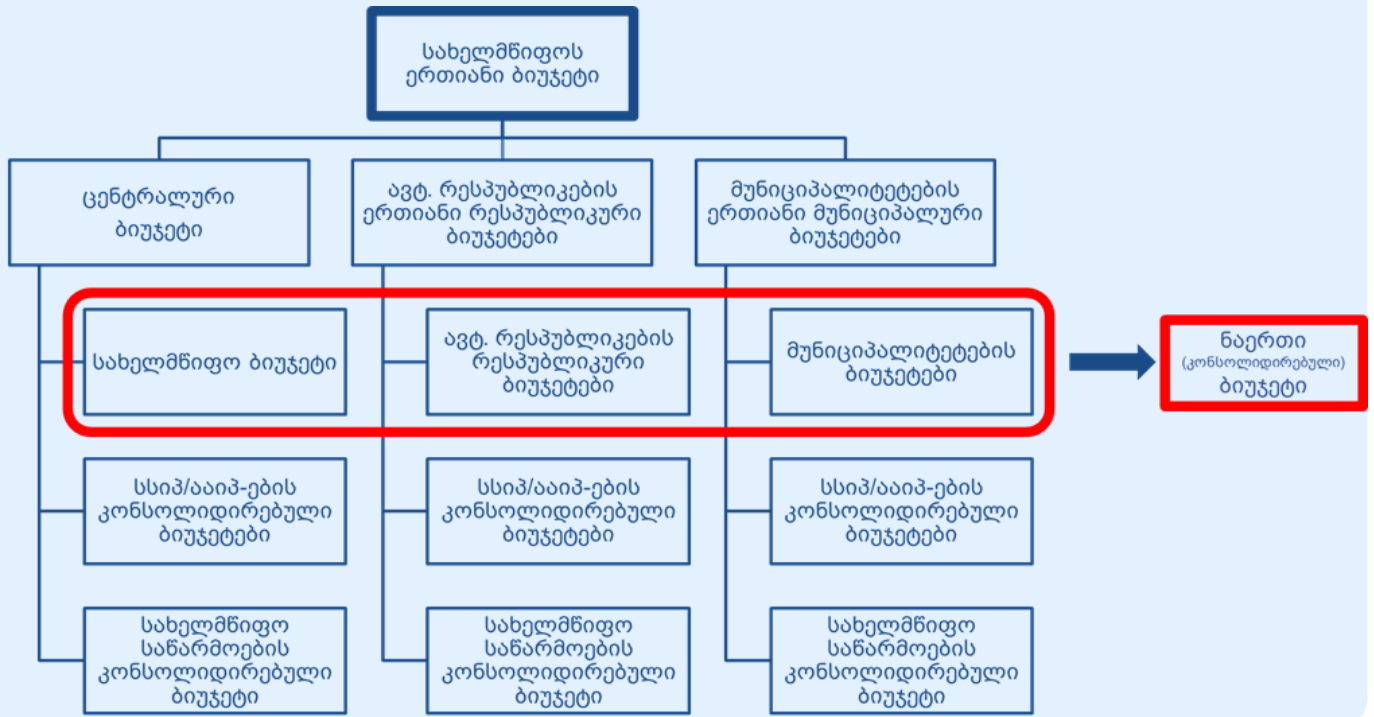 სახელმწიფოს
ერთიანი ბიუჯეტი
ცენტრალური
ბიუჯეტი
ავტ. რესპუბლიკების
ერთიანი რესპუბლიკური
ბიუჯეტები
მუნიციპალიტეტების
ერთიანი მუნიციპალური
ბიუჯეტები
სახელმწიფო ბიუჯეტი
ავტ. რესპუბლიკების
რესპუბლიკური
ბიუჯეტები
მუნიციპალიტეტების
ბიუჯეტები
ნაერთი
(კონსოლიდირებული)
ბიუჯეტი
სსიპ/ააიპ-ების
კონსოლიდირებული
ბიუჯეტები
სსიპ/ააიპ-ების
კონსოლიდირებული
ბიუჯეტები
სსიპ/ააიპ-ების
კონსოლიდირებული
ბიუჯეტები
სახელმწიფო
საწარმოების
კონსოლიდირებული
ბიუჯეტი
სახელმწიფო
საწარმოების
კონსოლიდირებული
ბიუჯეტი
სახელმწიფო
საწარმოების
კონსოლიდირებული
ბიუჯეტი